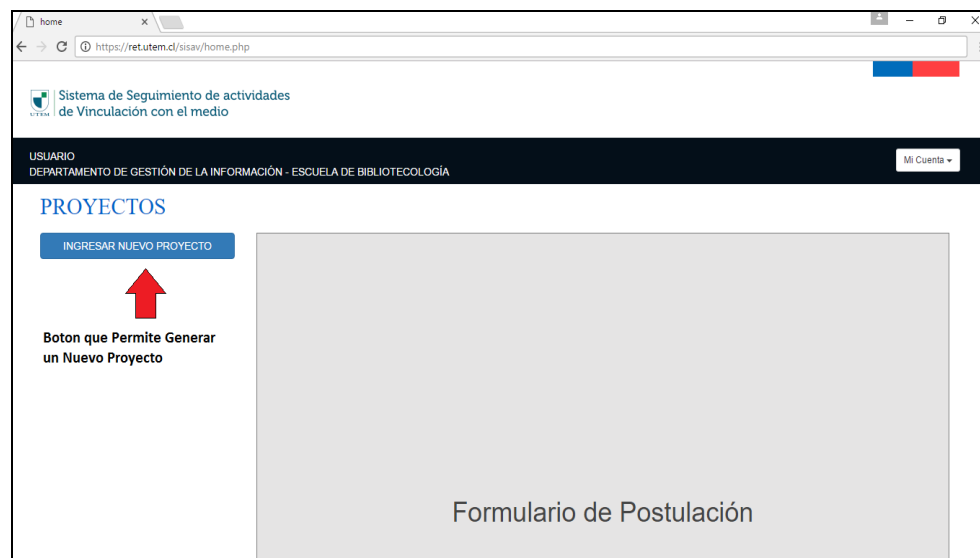 home
https://ret.utem.cl/sisav/home.php
Sistema de Seguimiento de actividades
de Vinculación con el medio
UTEM
USUARIO
DEPARTAMENTO DE GESTIÓN DE LA INFORMACIÓN - ESCUELA DE BIBLIOTECOLOGÍA
Mi Cuenta
PROYECTOS
INGRESAR NUEVO PROYECTO
Boton que Permite Generar
un Nuevo Proyecto
Formulario de Postulación